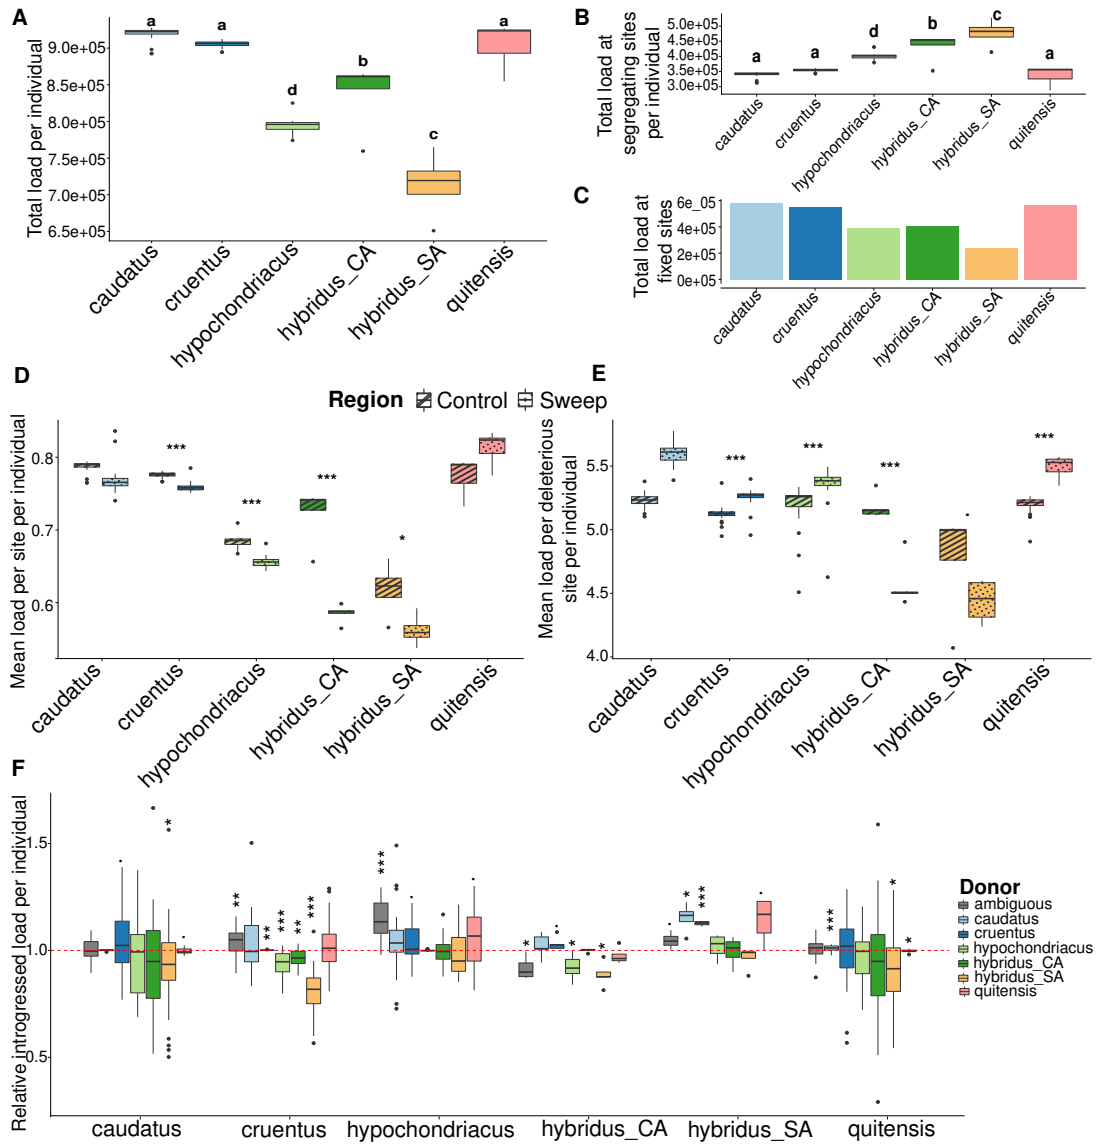 A
Total load per individual
9.0e+05
8.5e+05
8.0e+05
7.5e+05
7.0e+05
6.5e+05
a
a
d
b
c
a
caudatus
cruentus
hypochondriacus
hybridus_CA
hybridus_SA
quitensis
B
Total load at
segregating sites
per individual
5.0e+05
4.5e+05
4.0e+05
3.5e+05
3.0e+05
a
a
d
b
c
a
caudatus
cruentus
hypochondriacus
hybridus_CA
hybridus_SA
quitensis
C
Total load at
fixed sites
6e_05
4e+05
2e+05
0e+05
caudatus
cruentus
hypochondriacus
hybridus_CA
hybridus_SA
quitensis
Region Control Sweep
D
Mean load per site per individual
0.8
0.7
0.6
***
***
***
*
caudatus
cruentus
hypochondriacus
hybridus_CA
hybridus_SA
quitensis
E
Mean load per deleterious
site per individual
5.5
5.0
4.5
4.0
***
***
***
.
***
caudatus
cruentus
hypochondriacus
hybridus_CA
hybridus_SA
quitensis
F
Relative introgressed load per individual
1.5
1.0
0.5
. * .
** ** *** ** ***
*** . .
* . * *
* *** .
*** * *
caudatus
cruentus
hypochondriacus
hybridus_CA
hybridus_SA
quitensis
Donor
ambiguous
caudatus
cruentus
hypochondriacus
hybridus_CA
hybridus_SA
quitensis